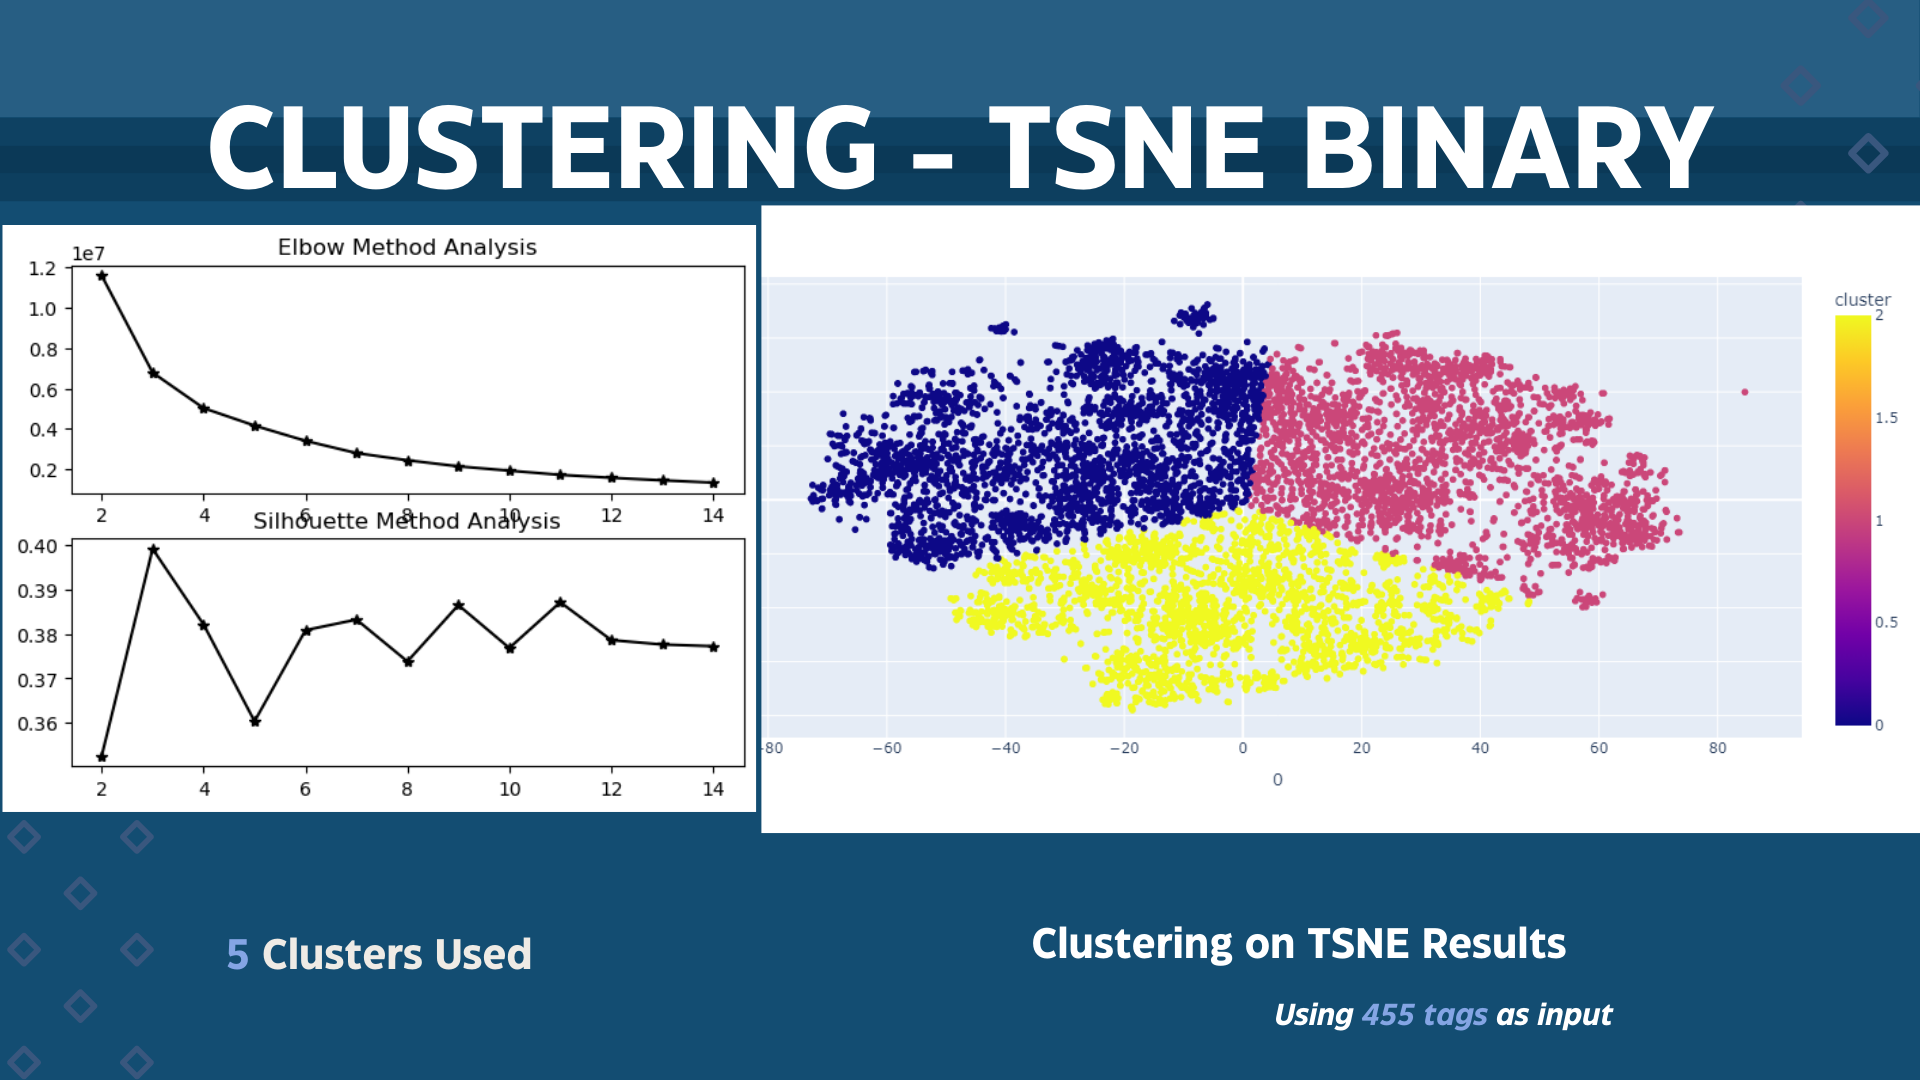 CLUSTERING - TSNE BINARY
Elbow Method Analysis
1e7
1.2
1.0
0.8
0.6
0.4
0.2
2 4 6 8 10 12 14
Silhouette Method Analysis
0.40
0.39
0.38
0.37
0.36
2 4 6 8 10 12 14
cluster
2
1.5
1
0.5
0
-80 −60 −40 −20 0 20 40 60 80
0
5 Clusters Used
Clustering on TSNE Results
Using 455 tags as input